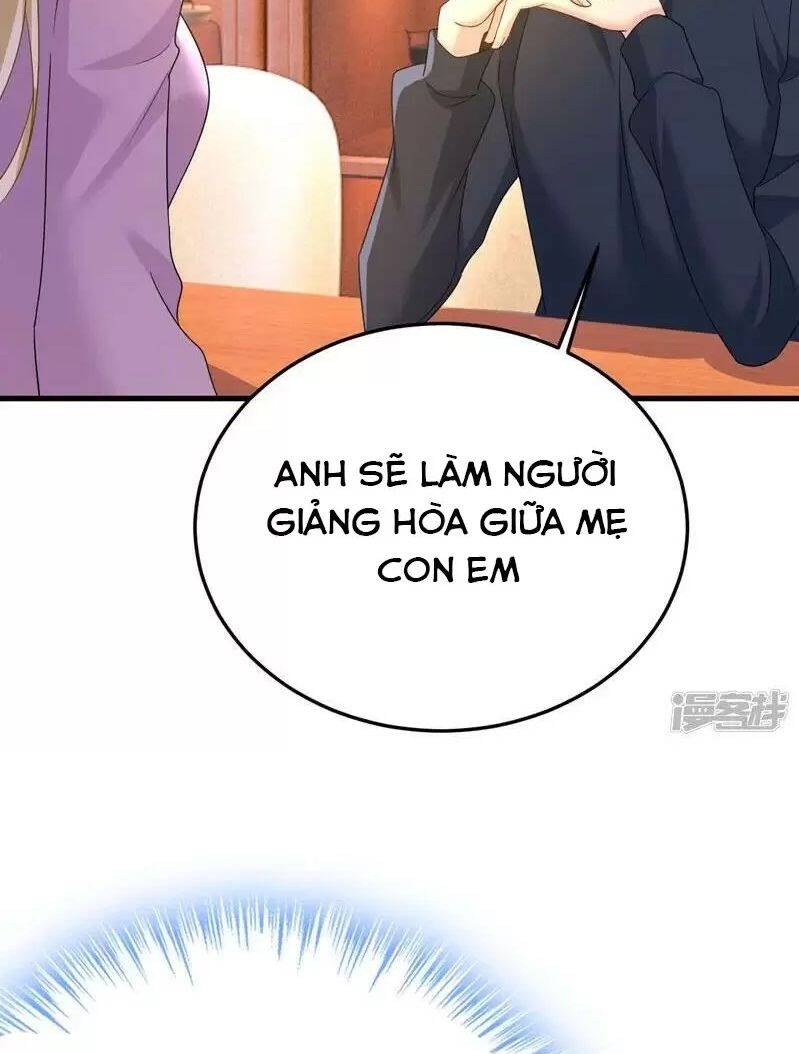 ANH SẼ LÀM NGƯỜI
GIẢNG HÒA GIỮA MẸ
CON EM
漫客栈